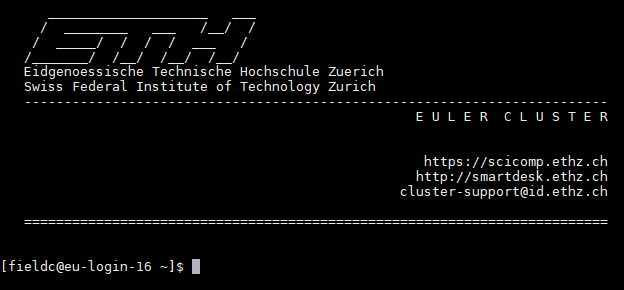 ETH
Eidgenoessische Technische Hochschule Zuerich
Swiss Federal Institute of Technology Zurich
-------------------------------------------------------------------------
E U L E R  C L U S T E R
https://scicomp.ethz.ch
http://smartdesk.ethz.ch
cluster-support@id.ethz.ch
=========================================================================
[fieldc@eu-login-16 ~]$